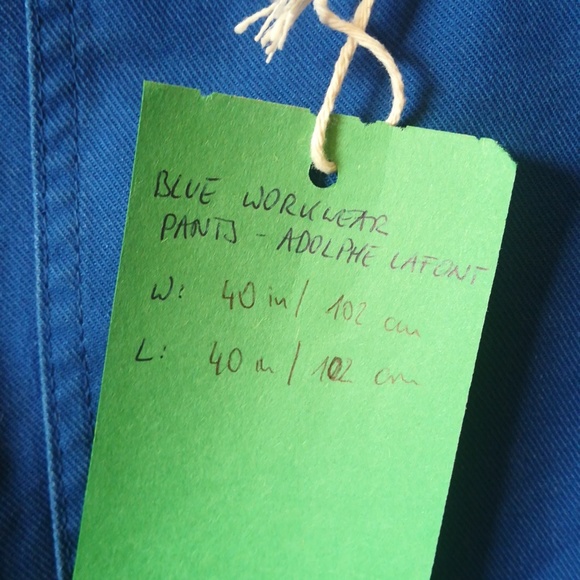 BLUE WORKWEAR
PANTS - ADOLPHE LAFONT
W: 40 in / 102 cm
L: 40 in / 102 cm